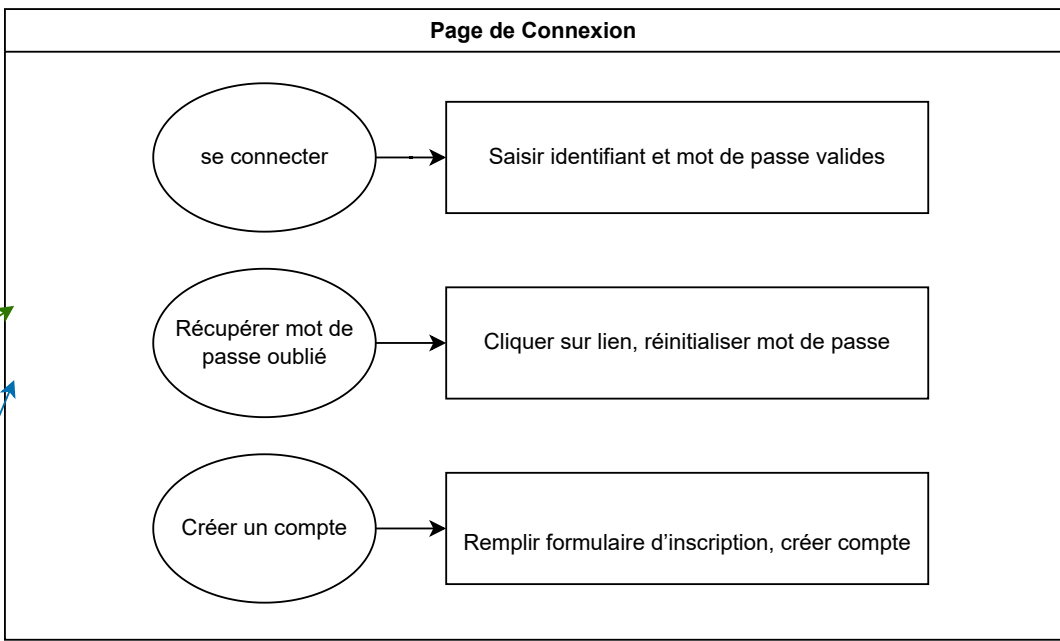 Page de Connexion
se connecter
Saisir identifiant et mot de passe valides
Récupérer mot de
passe oublié
Cliquer sur lien, réinitialiser mot de passe
Créer un compte
Remplir formulaire d’inscription, créer compte